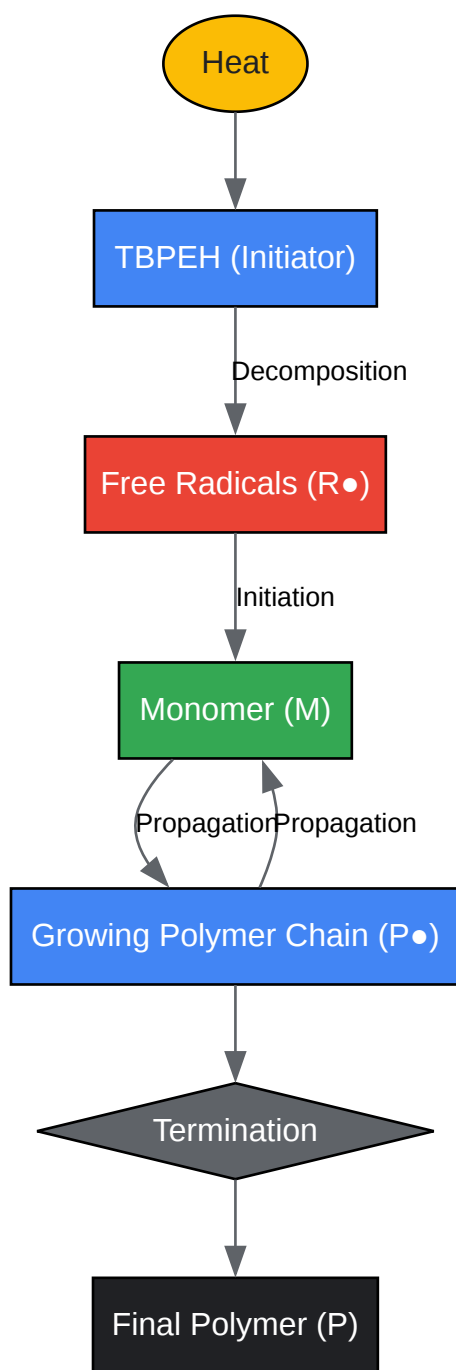 Heat
TBPEH (Initiator)
Decomposition
Free Radicals (R●)
Initiation
Monomer (M)
Propagation
Propagation
Growing Polymer Chain (P●)
Termination
Final Polymer (P)